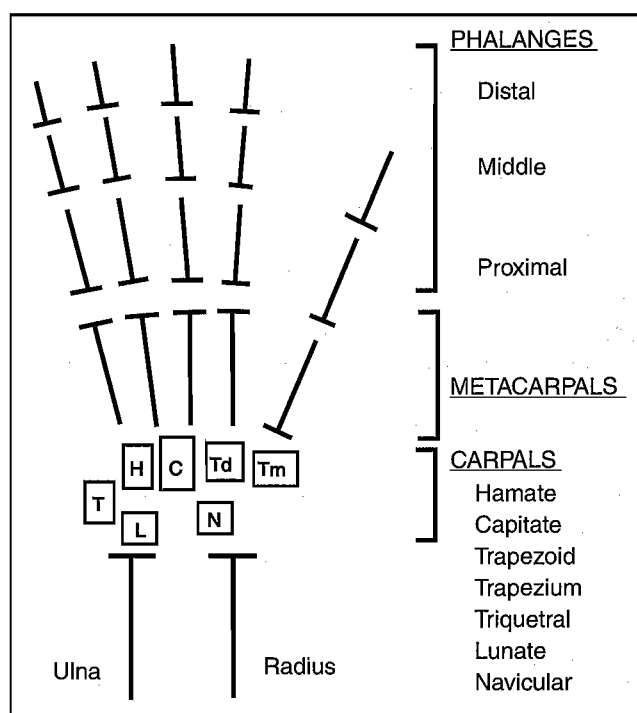 PHALANGES
Distal
Middle
Proximal
METACARPALS
H C Td Tm
T
L N
CARPALS
Hamate
Capitate
Trapezoid
Trapezium
Triquetral
Lunate
Navicular
Ulna
Radius